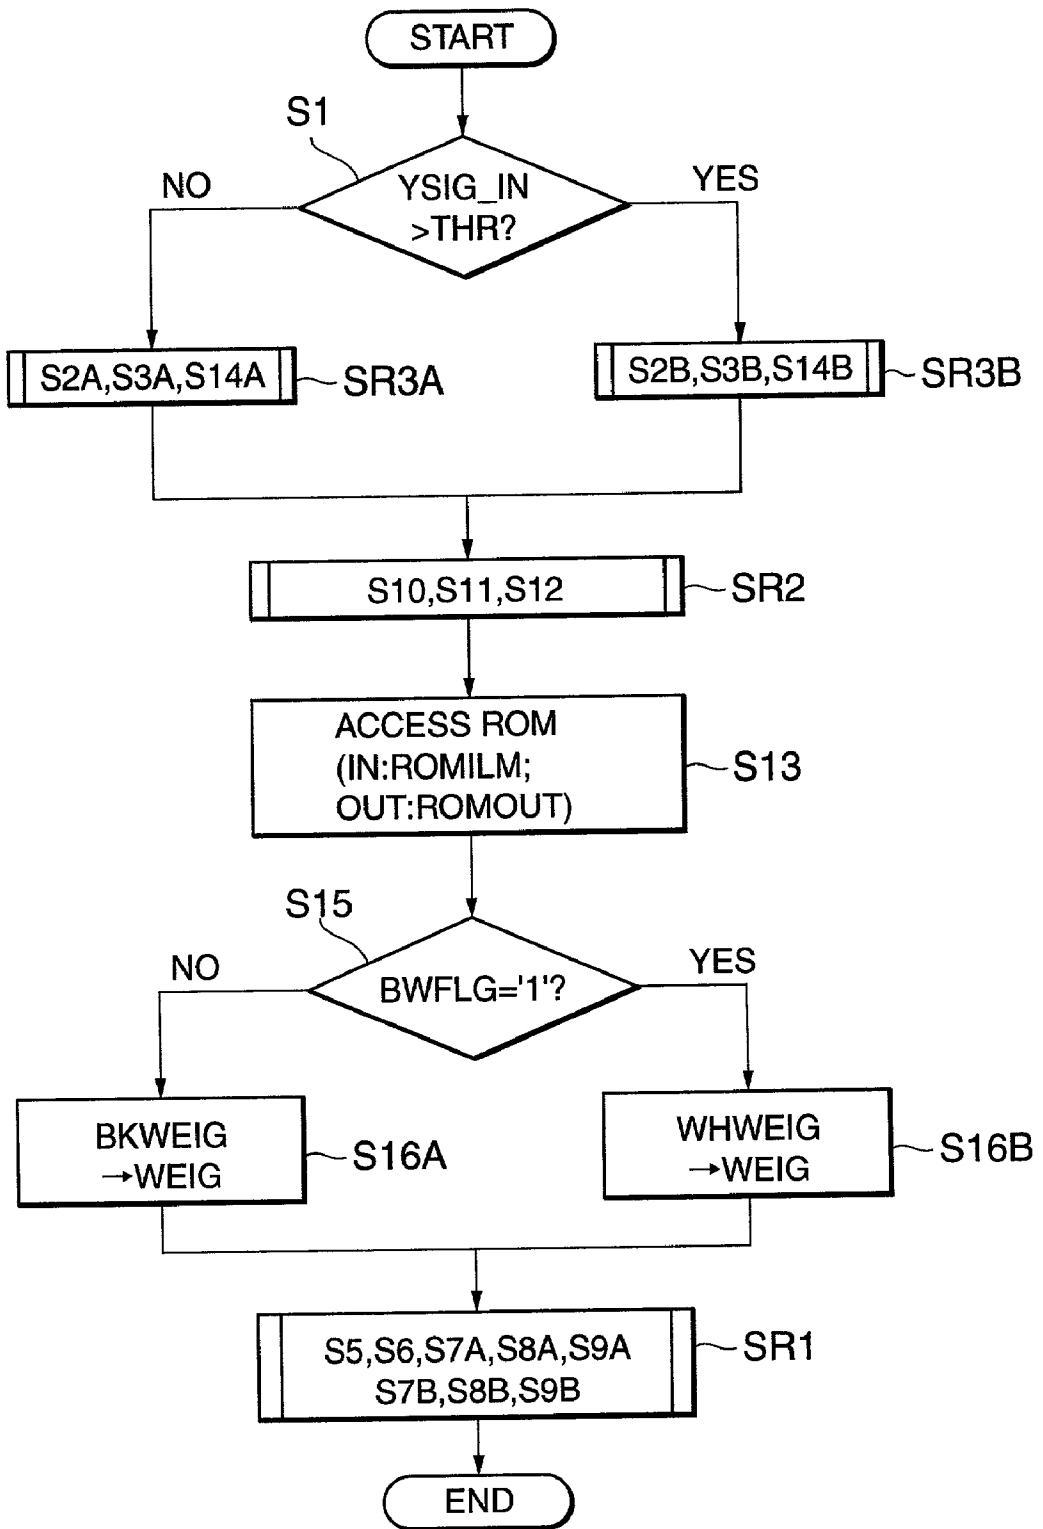 START
S1
NO
YES
YSIG_IN
>THR?
S2A,S3A,S14A
SR3A
S2B,S3B,S14B
SR3B
S10,S11,S12
SR2
ACCESS ROM
(IN:ROMILM;
OUT:ROMOUT)
S13
S15
NO
YES
BWFLG='1'?
BKWEIG
→WEIG
S16A
WHWEIG
→WEIG
S16B
S5,S6,S7A,S8A,S9A
S7B,S8B,S9B
SR1
END